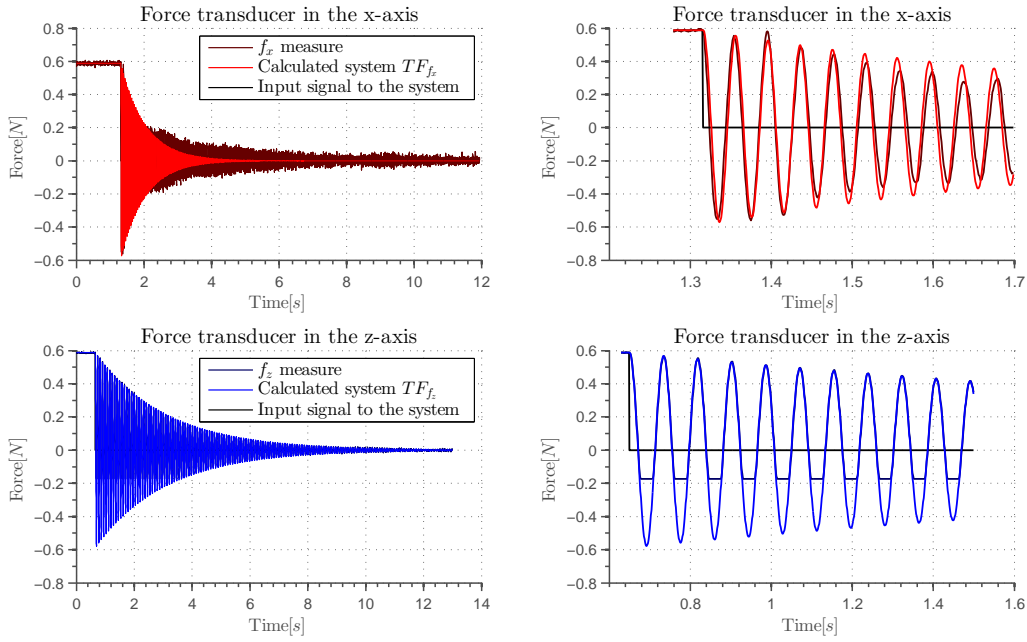 Force transducer in the x-axis
0.8
0.6
0.4
0.2
0
−0.2
−0.4
−0.6
Force[N]
f_x measure
Calculated system TF_{f_x}
Input signal to the system
0 2 4 6 8 10 12
Time[s]
Force transducer in the x-axis
0.6
0.4
0.2
0
−0.2
−0.4
−0.6
−0.8
Force[N]
1.3 1.4 1.5 1.6 1.7
Time[s]
Force transducer in the z-axis
0.6
0.4
0.2
0
−0.2
−0.4
−0.6
−0.8
Force[N]
f_z measure
Calculated system TF_{f_z}
Input signal to the system
0 2 4 6 8 10 12 14
Time[s]
Force transducer in the z-axis
0.6
0.4
0.2
0
−0.2
−0.4
−0.6
−0.8
Force[N]
0.8 1 1.2 1.4 1.6
Time[s]